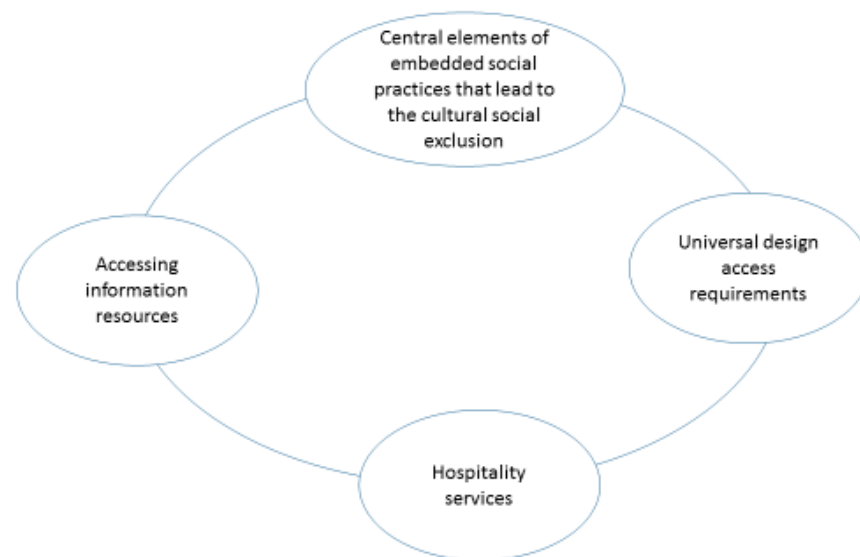 Central elements of
embedded social
practices that lead to
the cultural social
exclusion
Universal design
access
requirements
Accessing
information
resources
Hospitality
services